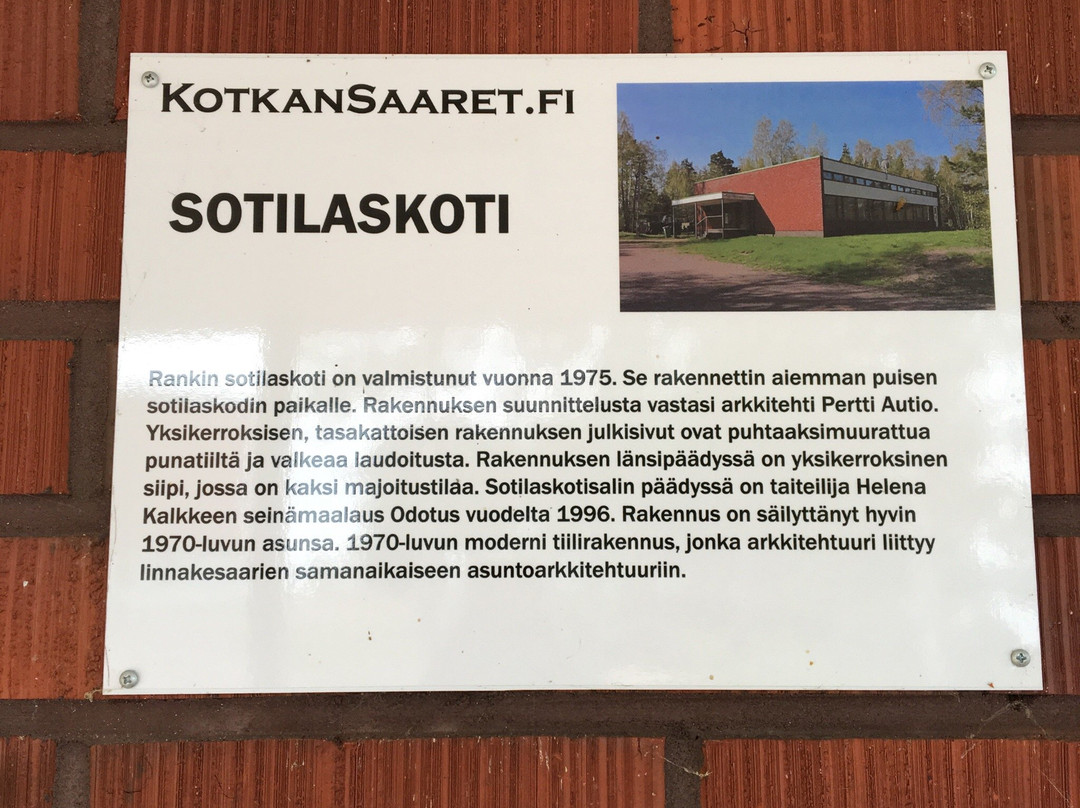 KOTKANSAARET.FI
SOTILASKOTI
Rankin sotilaskoti on valmistunut vuonna 1975. Se rakennettin aiemman puisen
sotilaskodin paikalle. Rakennuksen suunnittelusta vastasi arkkitehti Pertti Autio.
Yksikerroksisen, tasakattoisen rakennuksen julkisivut ovat puhtaaksimuurattua
punatiiltä ja valkeaa laudoitusta. Rakennuksen länsipäädyssä on yksikerroksinen
siipi, jossa on kaksi majoitustilaa. Sotilaskotisalin päädyssä on taiteilija Helena
Kalkkeen seinämaalaus Odotus vuodelta 1996. Rakennus on säilyttänyt hyvin
1970-luvun asunsa. 1970-luvun moderni tiilirakennus, jonka arkkitehtuuri liittyy
linnakesaarien samanaikaiseen asuntoarkkitehtuuriin.